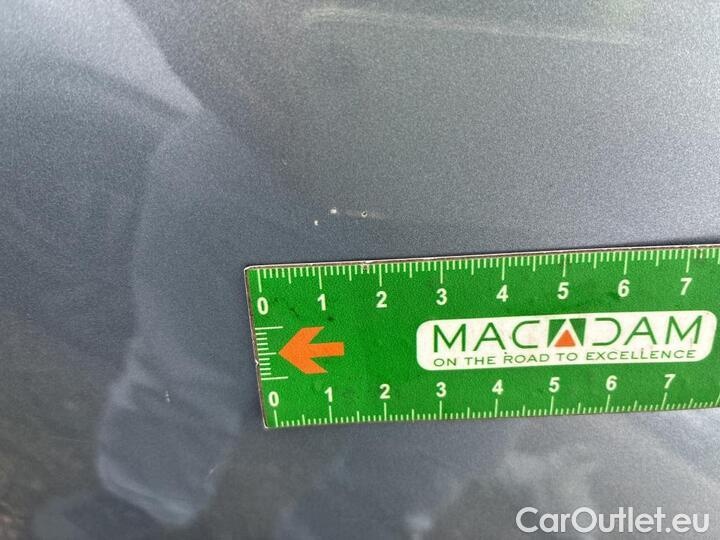 0 1 2 3 4 5 6 7
MACADAM
ON THE ROAD TO EXCELLENCE
0 1 2 3 4 5 6 7
CarOutlet.eu